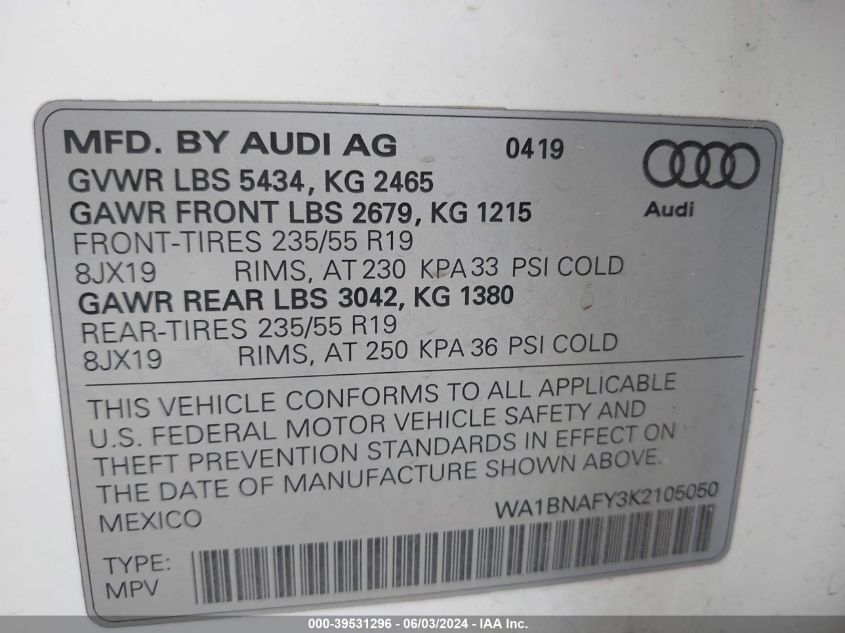 MFD. BY AUDI AG 0419
GVWR LBS 5434, KG 2465
GAWR FRONT LBS 2679, KG 1215
Audi
FRONT-TIRES 235/55 R19
8JX19 RIMS, AT 230 KPA 33 PSI COLD
GAWR REAR LBS 3042, KG 1380
REAR-TIRES 235/55 R19
8JX19 RIMS, AT 250 KPA 36 PSI COLD
THIS VEHICLE CONFORMS TO ALL APPLICABLE
U.S. FEDERAL MOTOR VEHICLE SAFETY AND
THEFT PREVENTION STANDARDS IN EFFECT ON
THE DATE OF MANUFACTURE SHOWN ABOVE.
MEXICO WA1BNAFY3K2105050
TYPE:
MPV
000-39531296 - 06/03/2024 - IAA Inc.